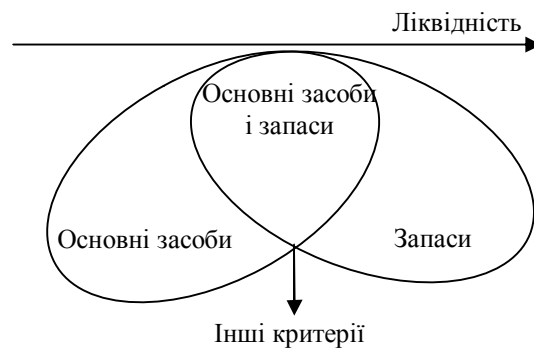 Ліквідність
Основні засоби
і запаси
Основні засоби
Запаси
Інші критерії